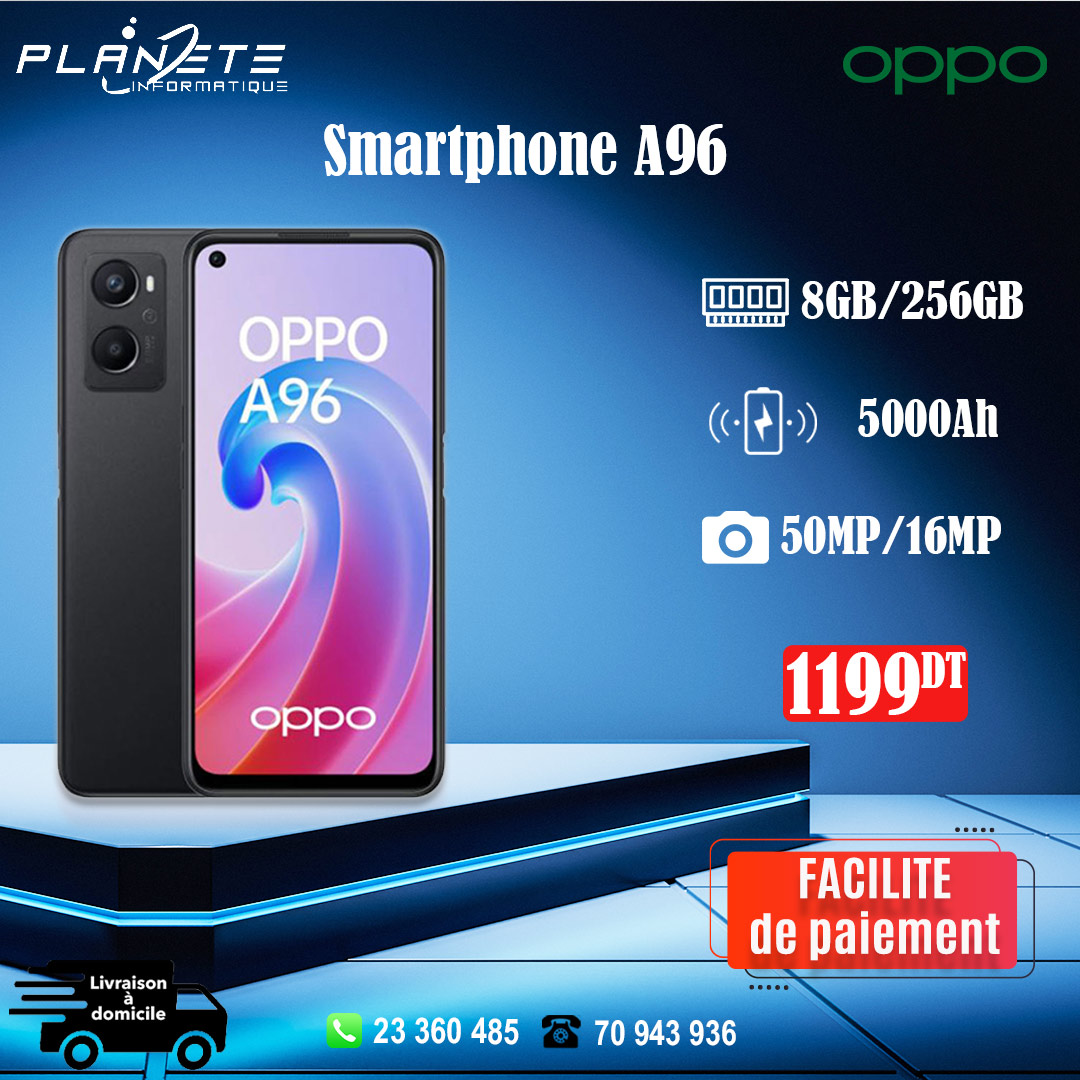 PLANETE
INFORMATIQUE
oppo
Smartphone A96
OPPO
A96
oppo
8GB/256GB
5000Ah
50MP/16MP
1199DT
FACILITE
de paiement
Livraison
à
domicile
23 360 485
70 943 936